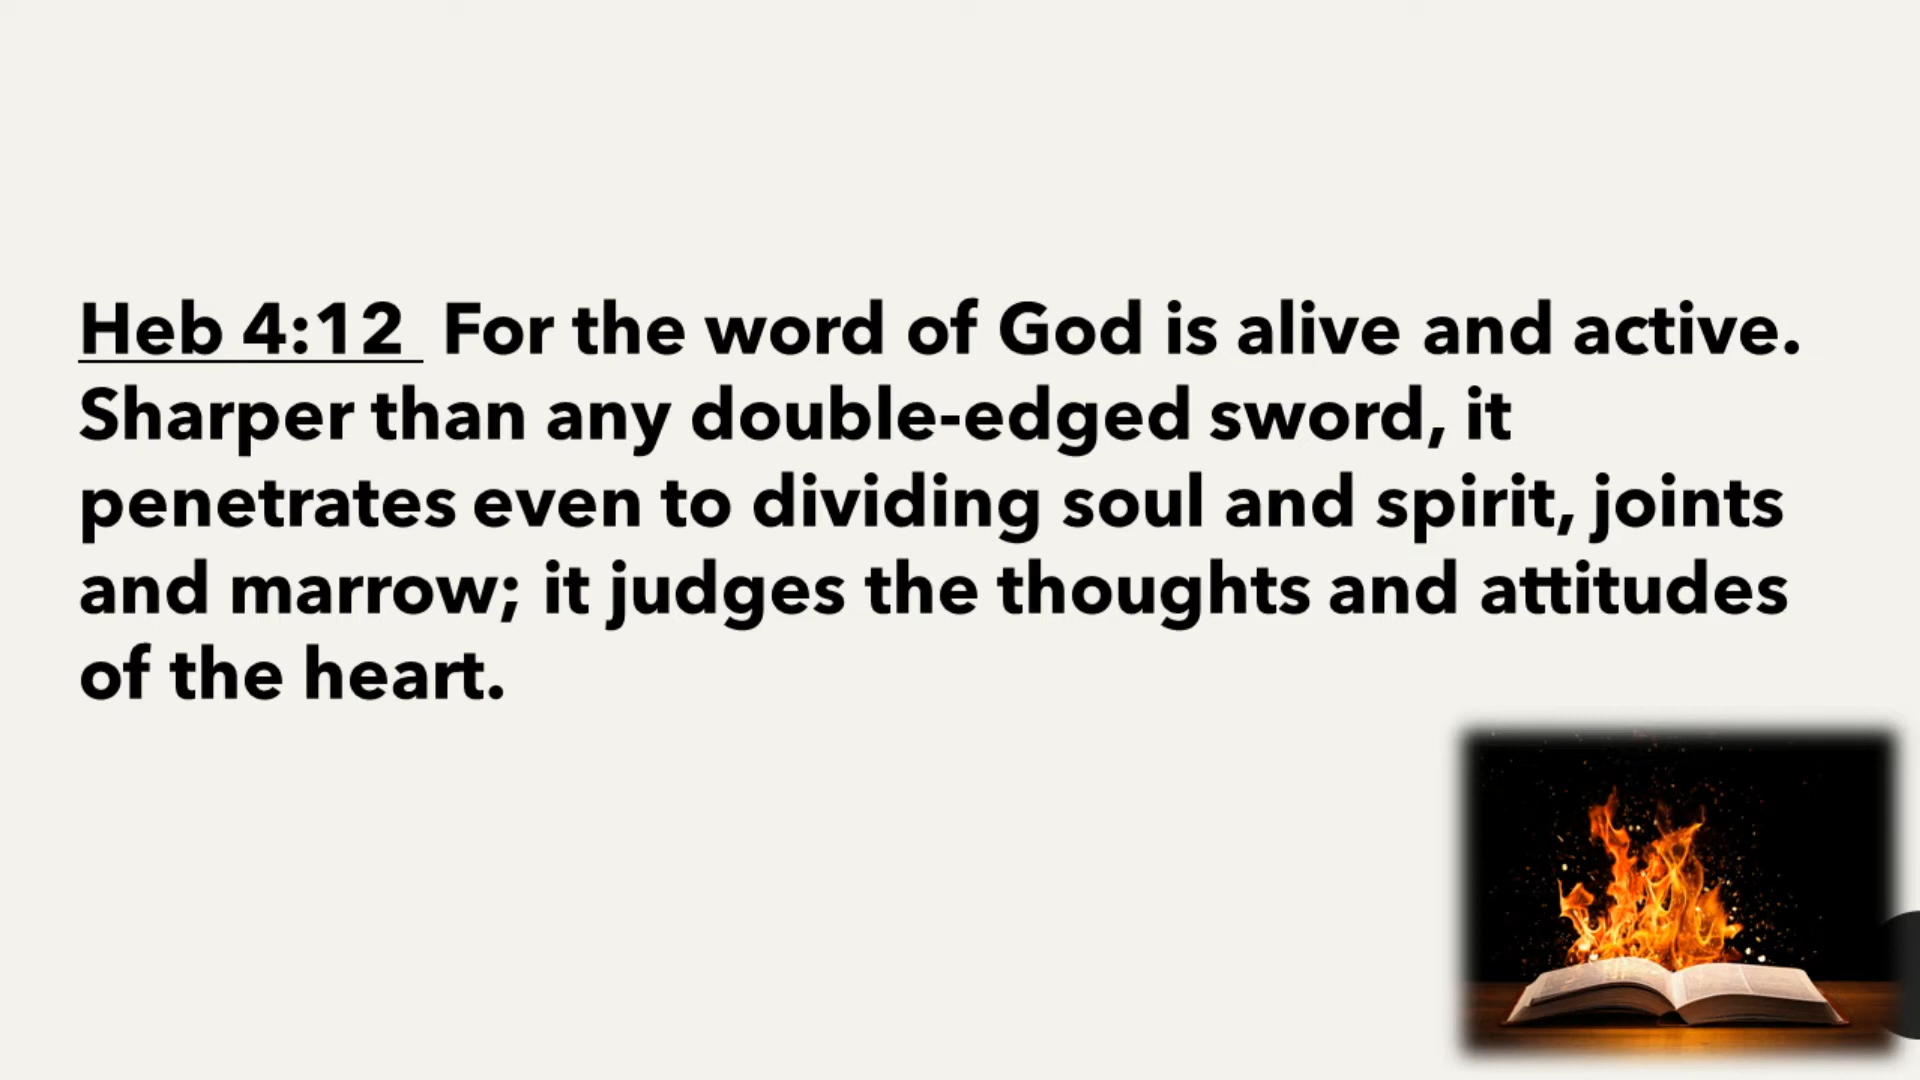 Heb 4:12  For the word of God is alive and active.
Sharper than any double-edged sword, it
penetrates even to dividing soul and spirit, joints
and marrow; it judges the thoughts and attitudes
of the heart.